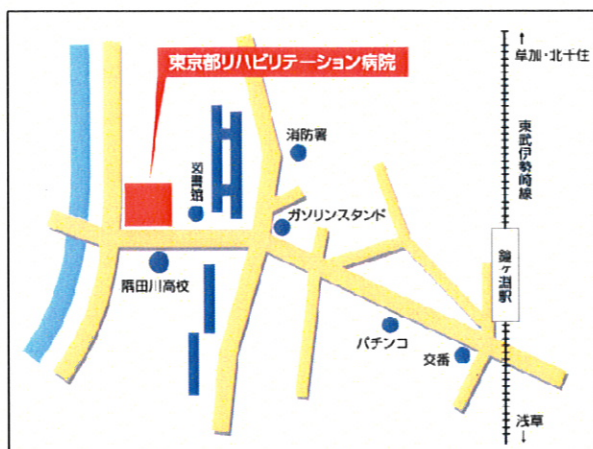 東京都リハビリテーション病院
↑
草加・北千住
東武伊勢崎線
消防署
図書館
ガソリンスタンド
鐘ヶ淵駅
隅田川高校
パチンコ
交番
浅草
↓